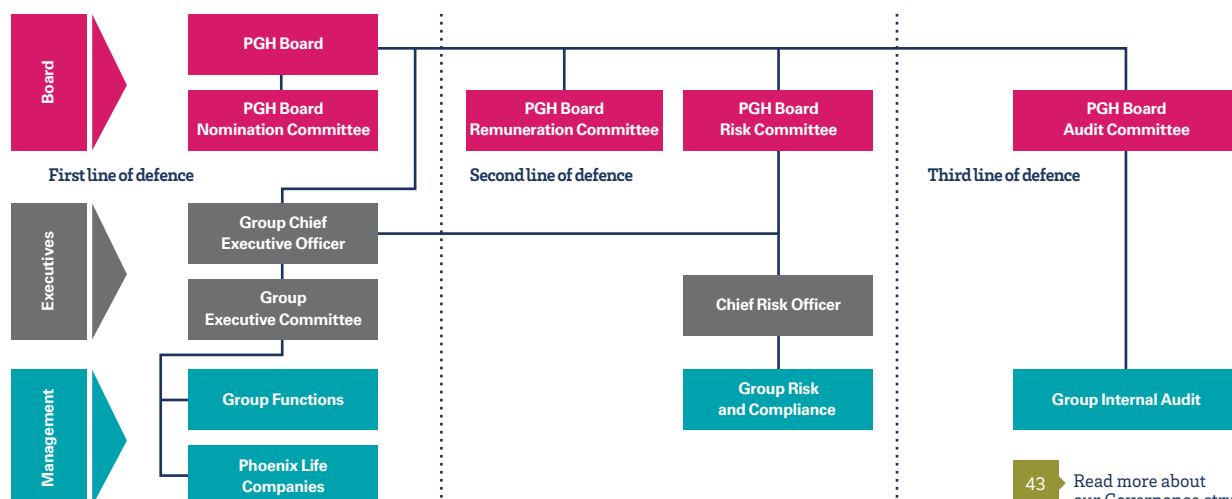 Board
PGH Board
PGH Board
Nomination Committee
PGH Board
Remuneration Committee
PGH Board
Risk Committee
PGH Board
Audit Committee
First line of defence
Second line of defence
Third line of defence
Executives
Group Chief
Executive Officer
Group
Executive Committee
Chief Risk Officer
Management
Group Functions
Group Risk
and Compliance
Group Internal Audit
Phoenix Life
Companies
43 Read more about
our Governance